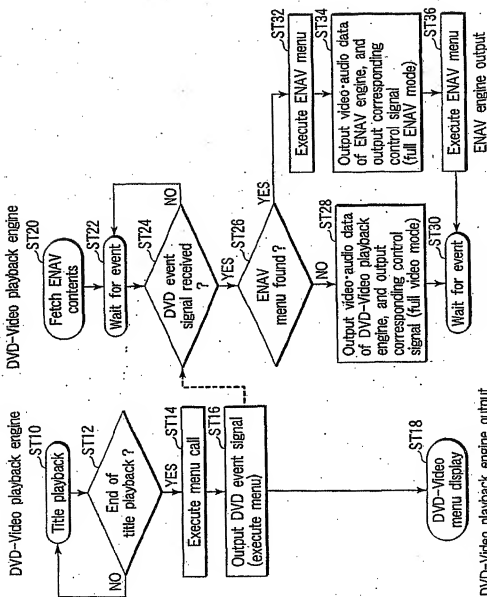 DVD-Video playback engine
ST10
Title playback
ST12
End of
title playback?
NO
YES
ST14
Execute menu call
ST16
Output DVD event signal
(execute menu)
ST18
DVD-Video
menu display
DVD-Video playback engine output
DVD-Video playback engine
ST20
Fetch ENAV
contents
ST22
Wait for event
ST24
DVD event
signal received
?
NO
YES
ST26
ENAV
menu found?
YES
NO
ST28
Output video·audio data
of DVD-Video playback
engine, and output
corresponding control
signal (full video mode)
ST30
Wait for event
ST32
Execute ENAV menu
ST34
Output video·audio data
of ENAV engine, and
output corresponding
control signal
(full ENAV mode)
ST36
Execute ENAV menu
ENAV engine output